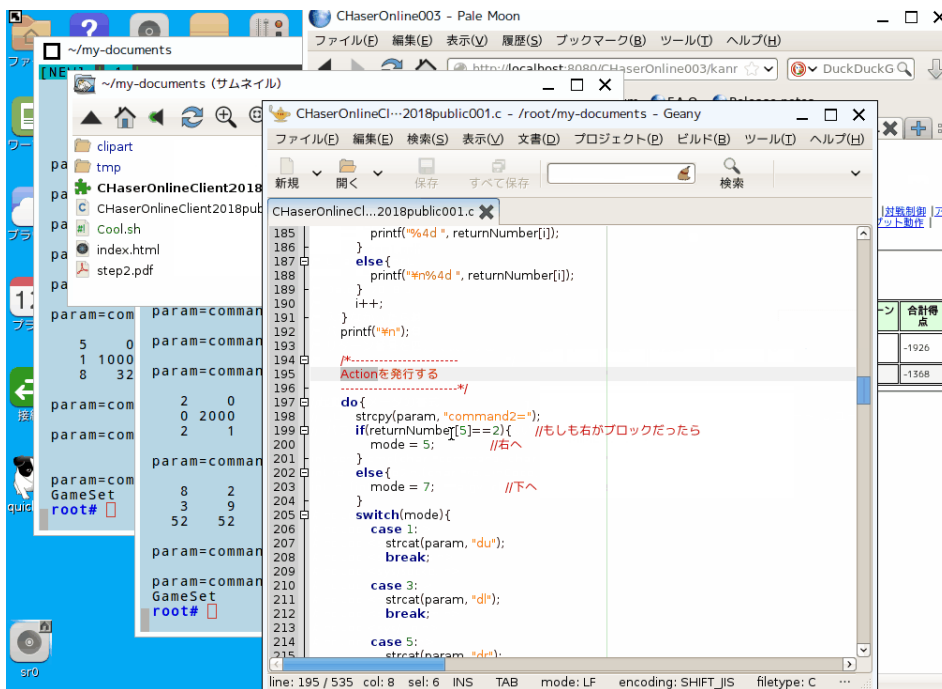 CHaserOnline003 - Pale Moon
ファイル(F) 編集(E) 表示(V) 履歴(S) ブックマーク(B) ツール(T) ヘルプ(H)
http://localhost:8080/CHaserOnline003/kanr
DuckDuckG
~/my-documents
[NEW]
~/my-documents (サムネイル)
clipart
tmp
CHaserOnlineClient2018
CHaserOnlineClient2018pub
Cool.sh
index.html
step2.pdf
CHaserOnlineCl···2018public001.c - /root/my-documents - Geany
ファイル(F) 編集(E) 検索(S) 表示(V) 文書(D) プロジェクト(P) ビルド(B) ツール(T) ヘルプ(H)
新規 開く 保存 すべて保存 検索
CHaserOnlineCl...2018public001.c
185 printf("%4d ", returnNumber[i]);
186 }
187 else{
188 printf("¥n%4d ", returnNumber[i]);
189 }
190 i++;
191 }
192 printf("¥n");
193
194 /*-----------------------
195 Actionを発行する
196 -------------------------*/
197 do{
198 strcpy(param, "command2=");
199 if(returnNumber[5]==2){ //もしも右がブロックだったら
200 mode = 5; //右へ
201 }
202 else{
203 mode = 7; //下へ
204 }
205 switch(mode){
206 case 1:
207 strcat(param, "du");
208 break;
209
210 case 3:
211 strcat(param, "dl");
212 break;
213
214 case 5:
215 strcat(param, "dr");
line: 195 / 535 col: 8 sel: 6 INS TAB mode: LF encoding: SHIFT_JIS filetype: C ···
param=com
5 0
1 1000
8 32
param=com
param=com
param=com
GameSet
root#
param=comman
param=comman
param=comman
2 0
0 2000
2 1
param=comman
8 2
3 9
52 52
param=comman
param=comman
GameSet
root#
対戦制御
ット動作
ーン 合計得点
-1926
-1368
sr0